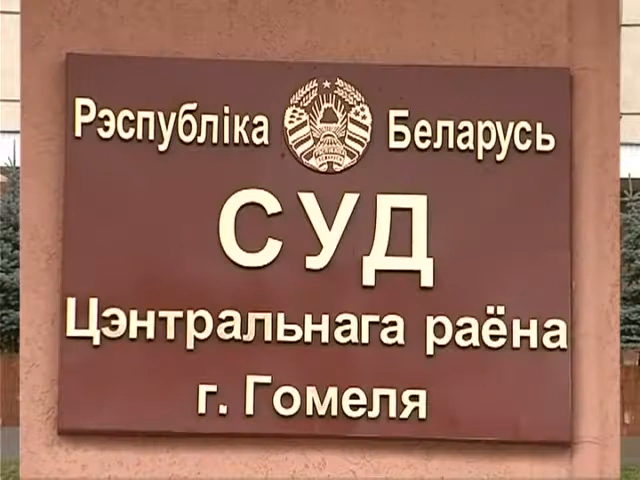 Рэспубліка Беларусь
СУД
Цэнтральнага раёна
г. Гомеля